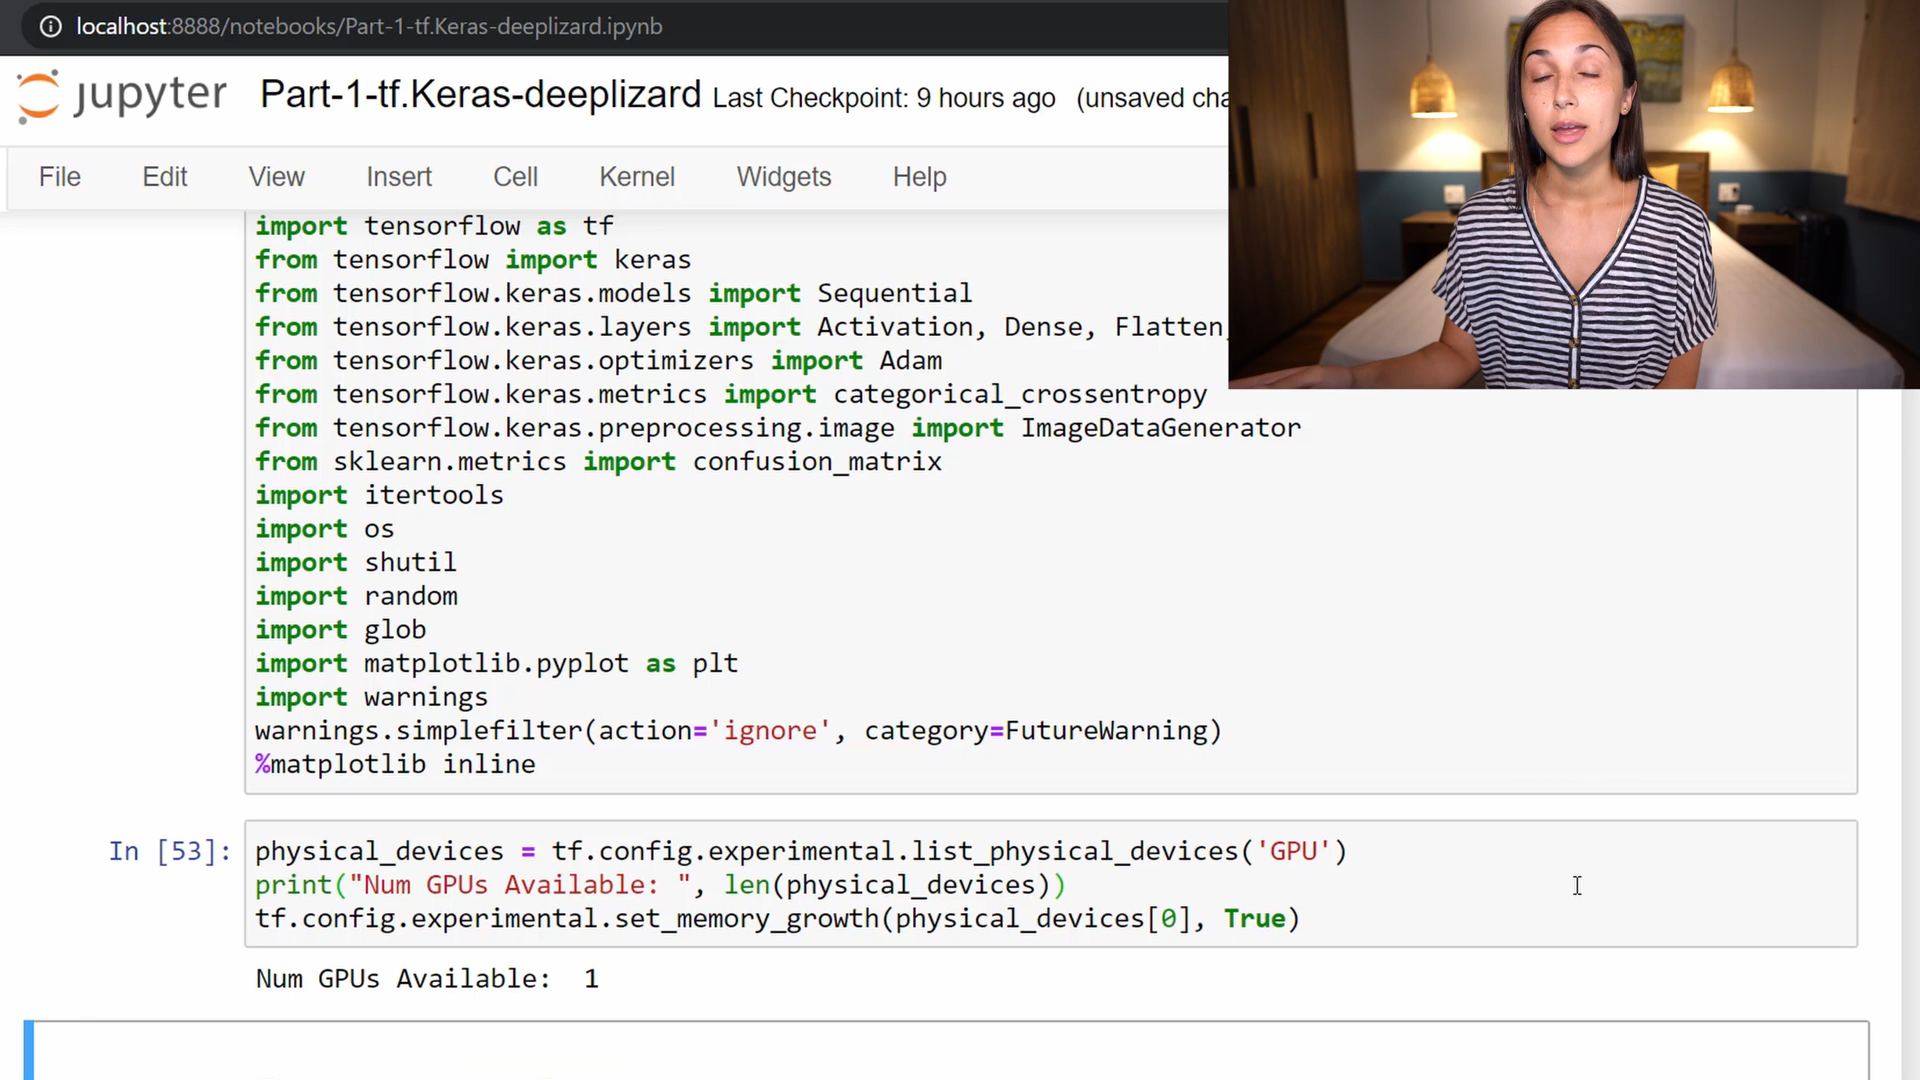 localhost:8888/notebooks/Part-1-tf.Keras-deeplizard.ipynb
jupyter Part-1-tf.Keras-deeplizard Last Checkpoint: 9 hours ago (unsaved cha
File Edit View Insert Cell Kernel Widgets Help
import tensorflow as tf
from tensorflow import keras
from tensorflow.keras.models import Sequential
from tensorflow.keras.layers import Activation, Dense, Flatten,
from tensorflow.keras.optimizers import Adam
from tensorflow.keras.metrics import categorical_crossentropy
from tensorflow.keras.preprocessing.image import ImageDataGenerator
from sklearn.metrics import confusion_matrix
import itertools
import os
import shutil
import random
import glob
import matplotlib.pyplot as plt
import warnings
warnings.simplefilter(action='ignore', category=FutureWarning)
%matplotlib inline
In [53]: physical_devices = tf.config.experimental.list_physical_devices('GPU')
print("Num GPUs Available: ", len(physical_devices))
tf.config.experimental.set_memory_growth(physical_devices[0], True)
Num GPUs Available:  1